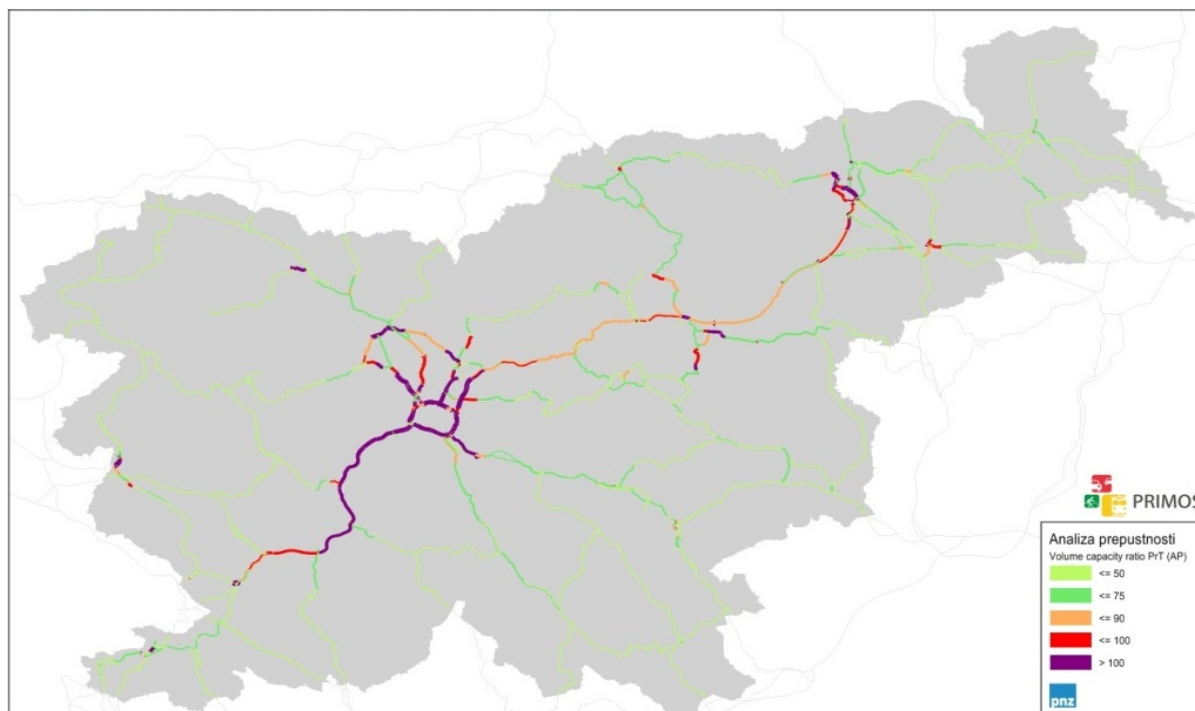 PRIMOS
Analiza prepustnosti
Volume capacity ratio PrT (AP)
<= 50
<= 75
<= 90
<= 100
> 100
pnz